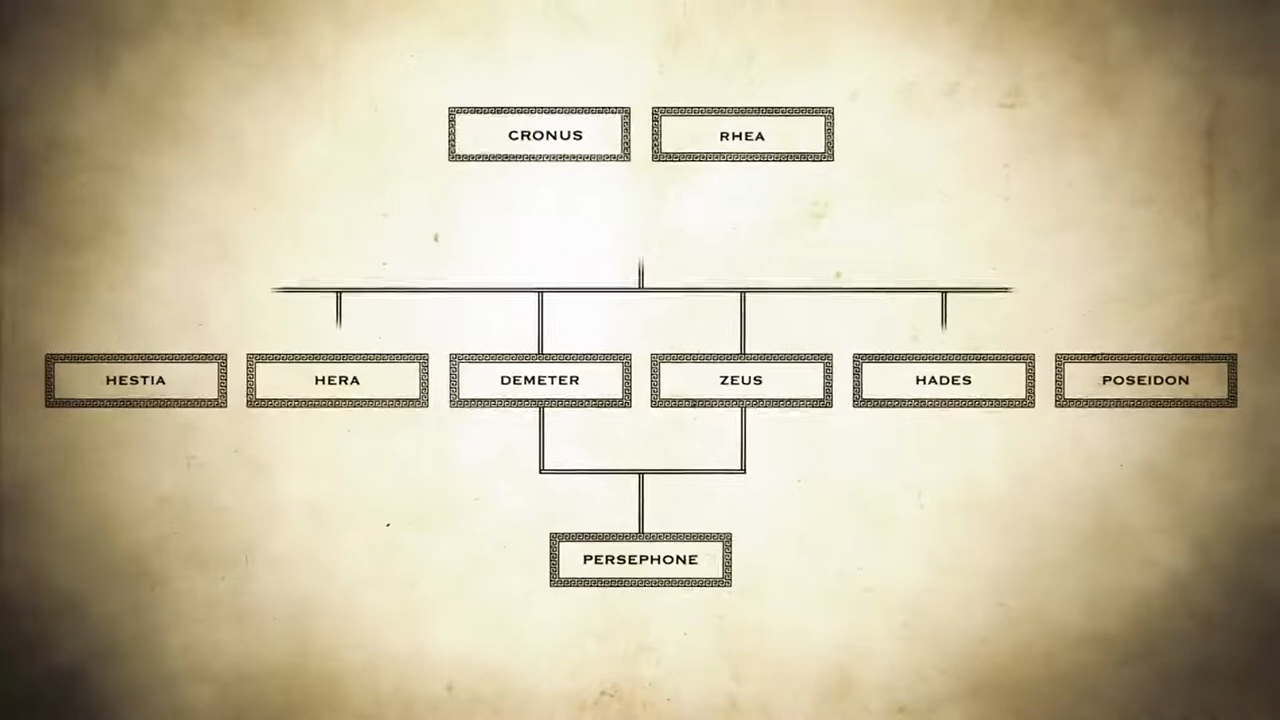 CRONUS
RHEA
HESTIA
HERA
DEMETER
ZEUS
HADES
POSEIDON
PERSEPHONE